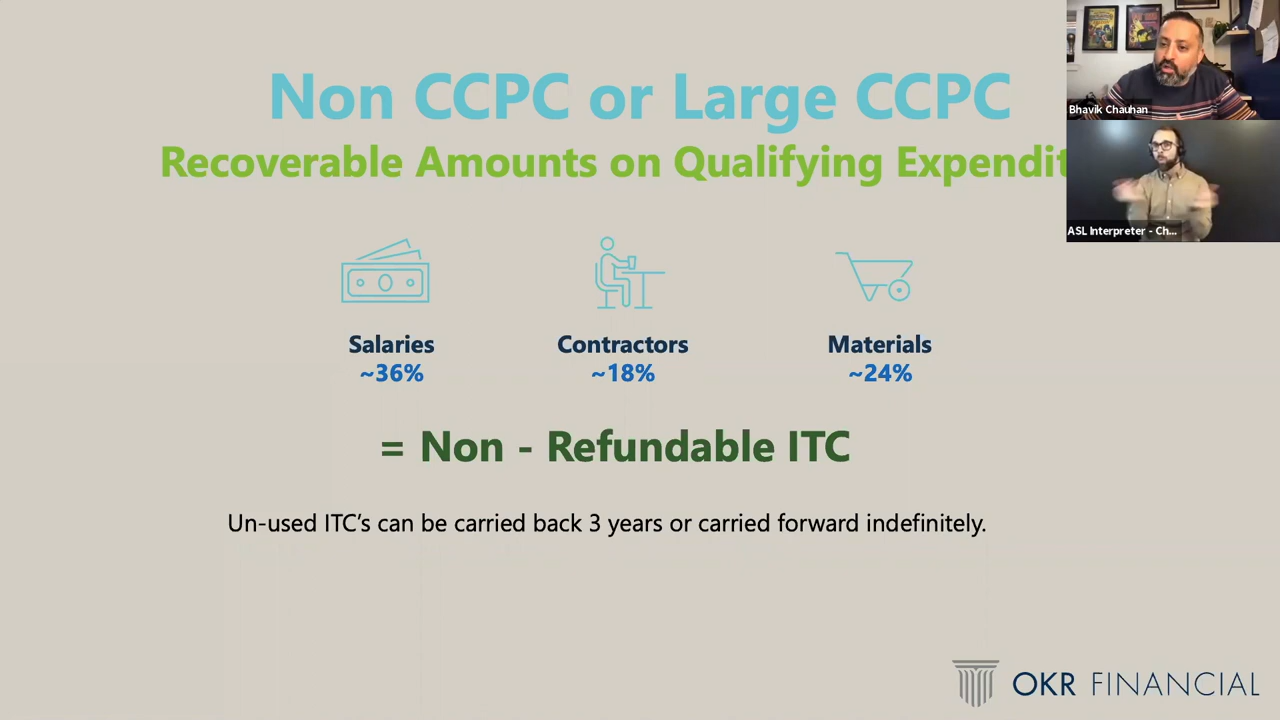 Non CCPC or Large CCPC
Recoverable Amounts on Qualifying Expendit
Bhavik Chauhan
ASL Interpreter - Ch...
Salaries
~36%
Contractors
~18%
Materials
~24%
= Non - Refundable ITC
Un-used ITC’s can be carried back 3 years or carried forward indefinitely.
OKR FINANCIAL